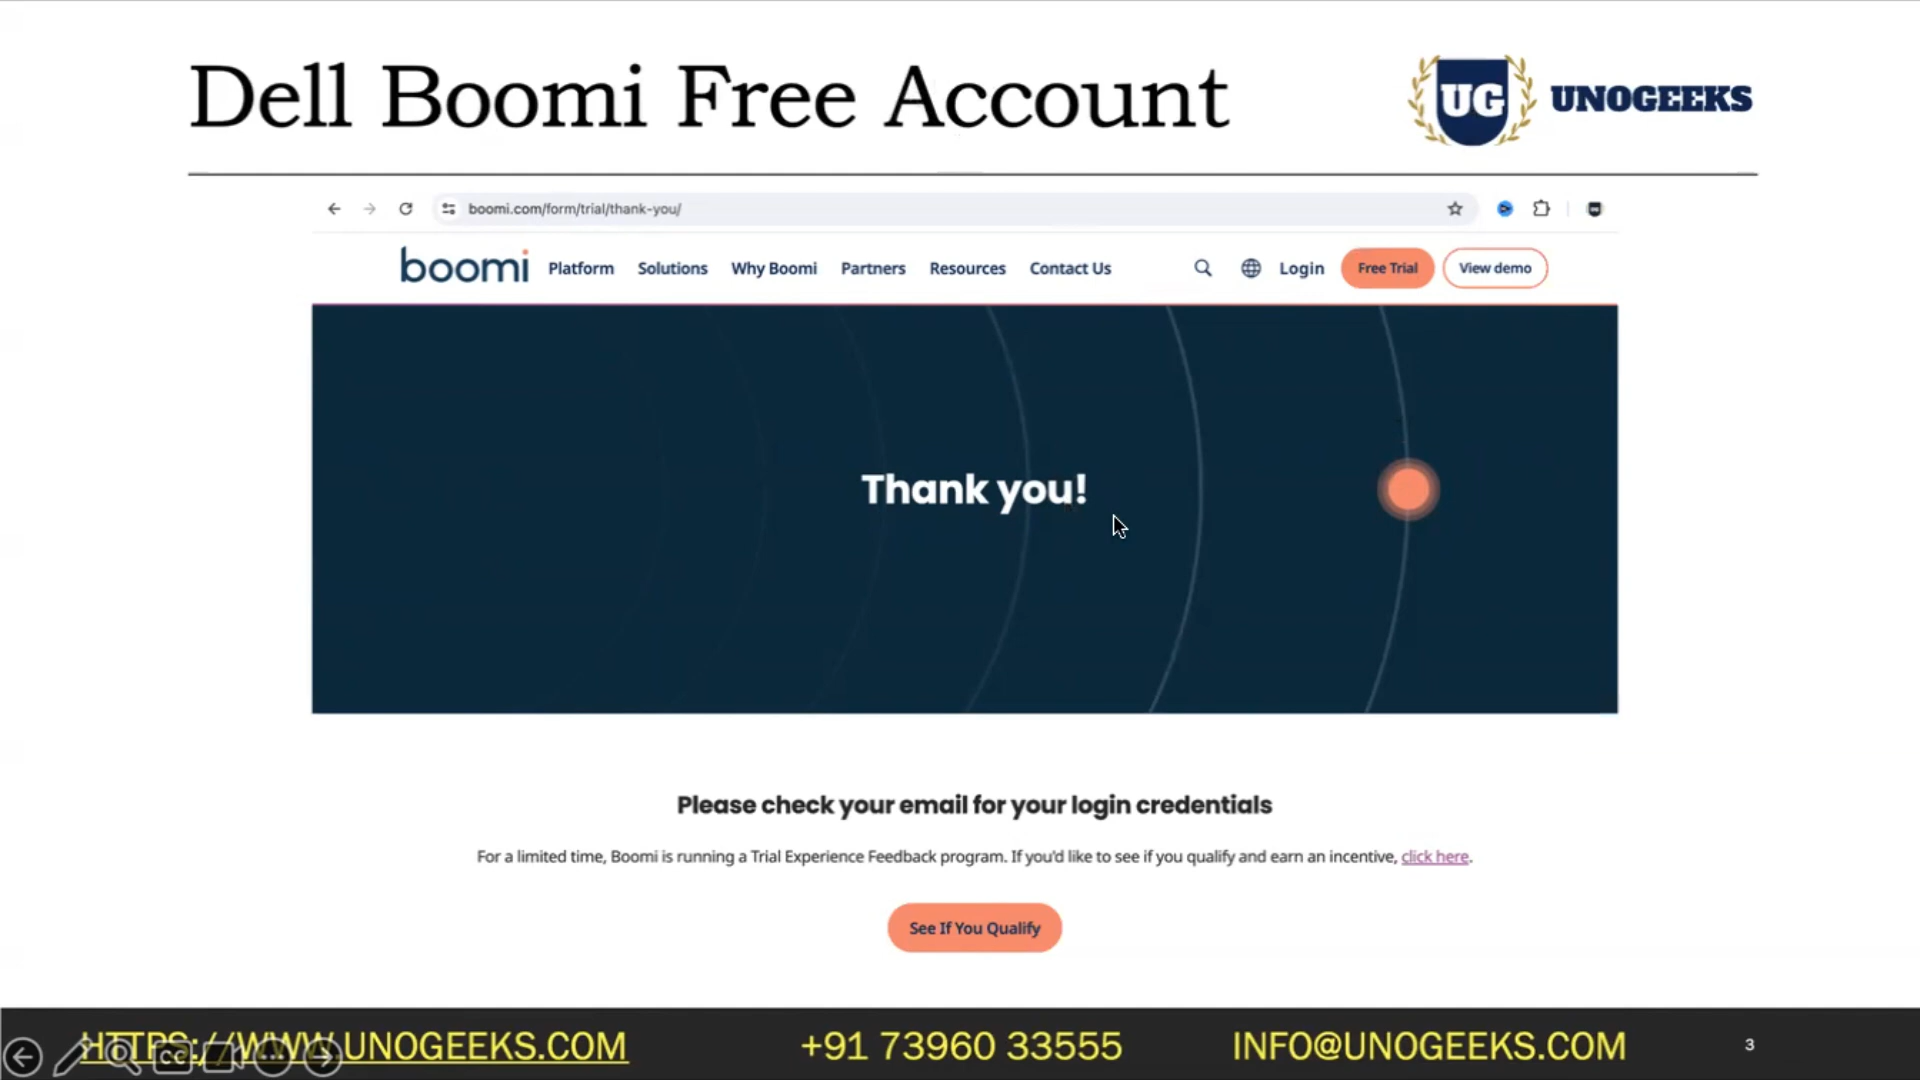 Dell Boomi Free Account
UG UNOGEEKS
boomi.com/form/trial/thank-you/
boomi Platform Solutions Why Boomi Partners Resources Contact Us Login Free Trial View demo
Thank you!
Please check your email for your login credentials
For a limited time, Boomi is running a Trial Experience Feedback program. If you'd like to see if you qualify and earn an incentive, click here.
See If You Qualify
HTTPS://WWW.UNOGEEKS.COM +91 73960 33555 INFO@UNOGEEKS.COM 3
CC